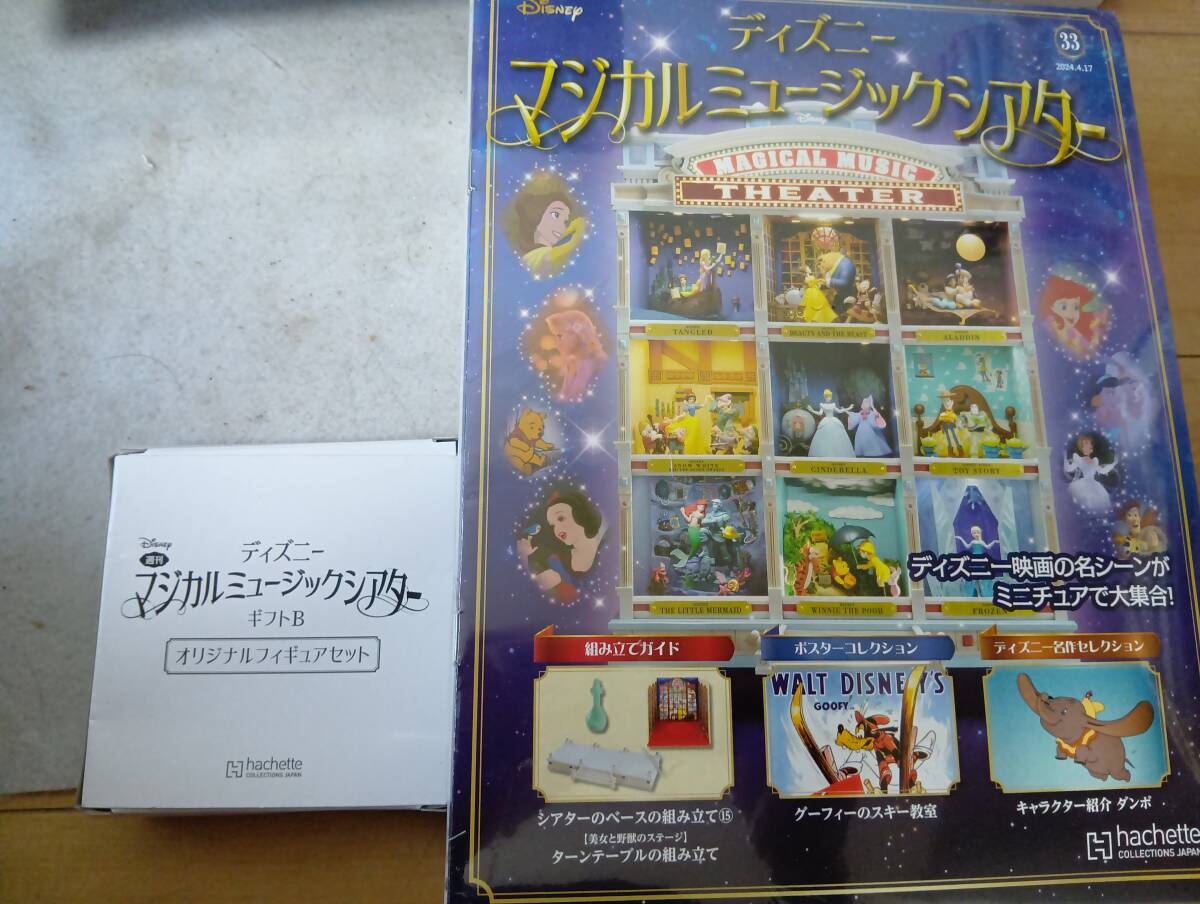 Disney
週刊
ディズニー
マジカルミュージックシアター
ギフトB
オリジナルフィギュアセット
hachette
COLLECTIONS JAPAN
Disney
ディズニー
マジカルミュージックシアター
33
2024.4.17
Disney
MAGICAL MUSIC
THEATER
TANGLED
BEAUTY AND THE BEAST
ALADDIN
SNOW WHITE
CINDERELLA
TOY STORY
THE LITTLE MERMAID
WINNIE THE POOH
FROZEN
ディズニー映画の名シーンが
ミニチュアで大集合!
組み立てガイド
シアターのベースの組み立て⑮
【美女と野獣のステージ】
ターンテーブルの組み立て
ポスターコレクション
WALT DISNEY'S
GOOFY
グーフィーのスキー教室
ディズニー名作セレクション
キャラクター紹介 ダンボ
hachette
COLLECTIONS JAPAN